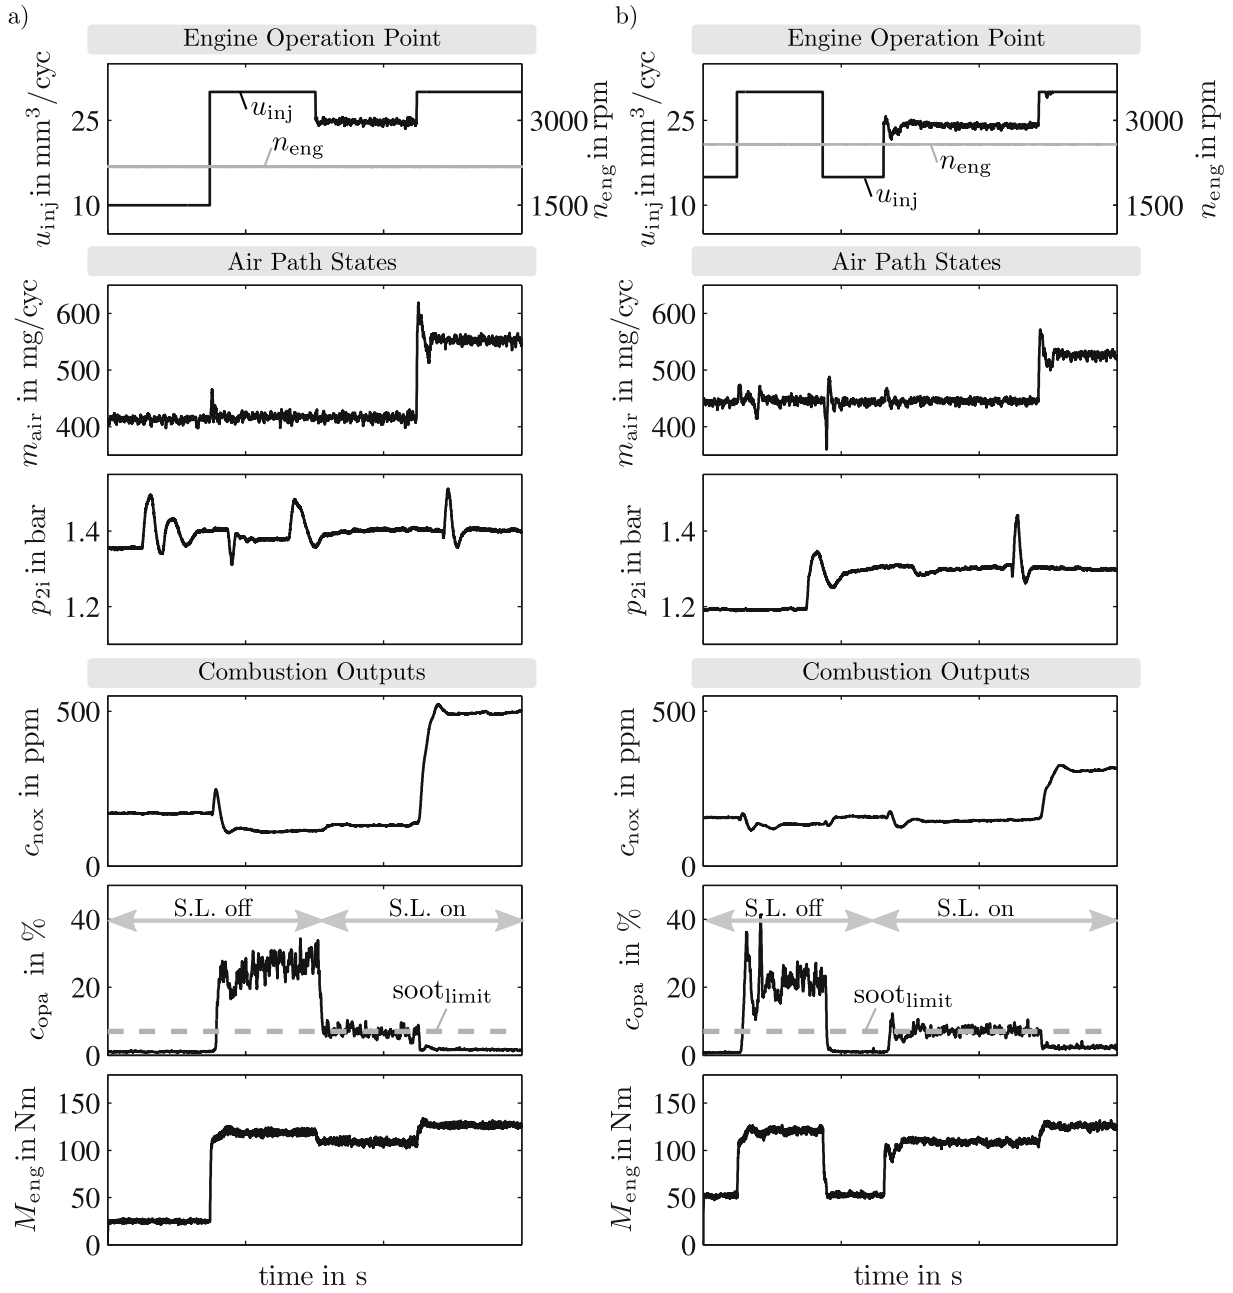 a)
Engine Operation Point
u_inj in mm³/cyc
25
10
u_inj
n_eng
3000
1500
n_eng in rpm
Air Path States
m_air in mg/cyc
600
500
400
p_2i in bar
1.4
1.2
Combustion Outputs
c_nox in ppm
500
0
c_opa in %
40
20
0
S.L. off
S.L. on
soot_limit
M_eng in Nm
150
100
50
0
time in s
b)
Engine Operation Point
u_inj in mm³/cyc
25
10
n_eng
u_inj
3000
1500
n_eng in rpm
Air Path States
m_air in mg/cyc
600
500
400
p_2i in bar
1.4
1.2
Combustion Outputs
c_nox in ppm
500
0
c_opa in %
40
20
0
S.L. off
S.L. on
soot_limit
M_eng in Nm
150
100
50
0
time in s